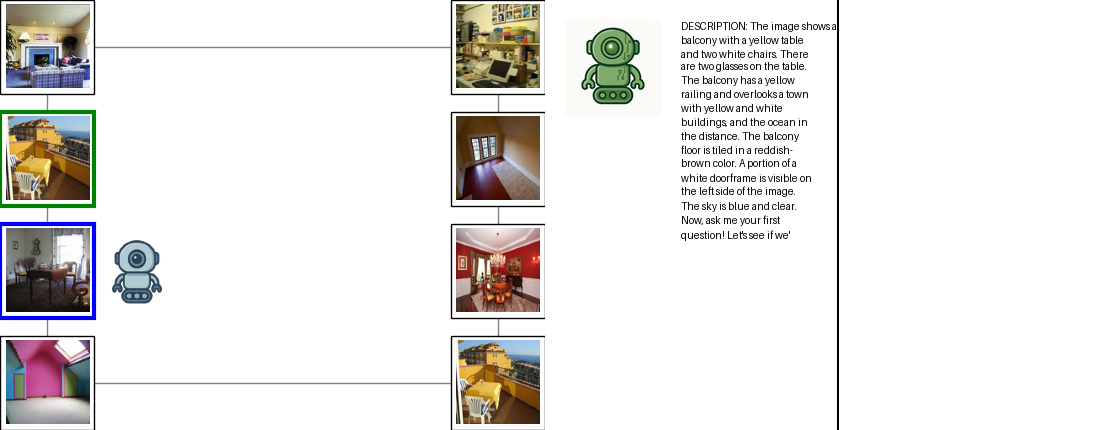 DESCRIPTION: The image shows a
balcony with a yellow table
and two white chairs. There
are two glasses on the table.
The balcony has a yellow
railing and overlooks a town
with yellow and white
buildings, and the ocean in
the distance. The balcony
floor is tiled in a reddish-
brown color. A portion of a
white doorframe is visible on
the left side of the image.
The sky is blue and clear.
Now, ask me your first
question! Let's see if we'